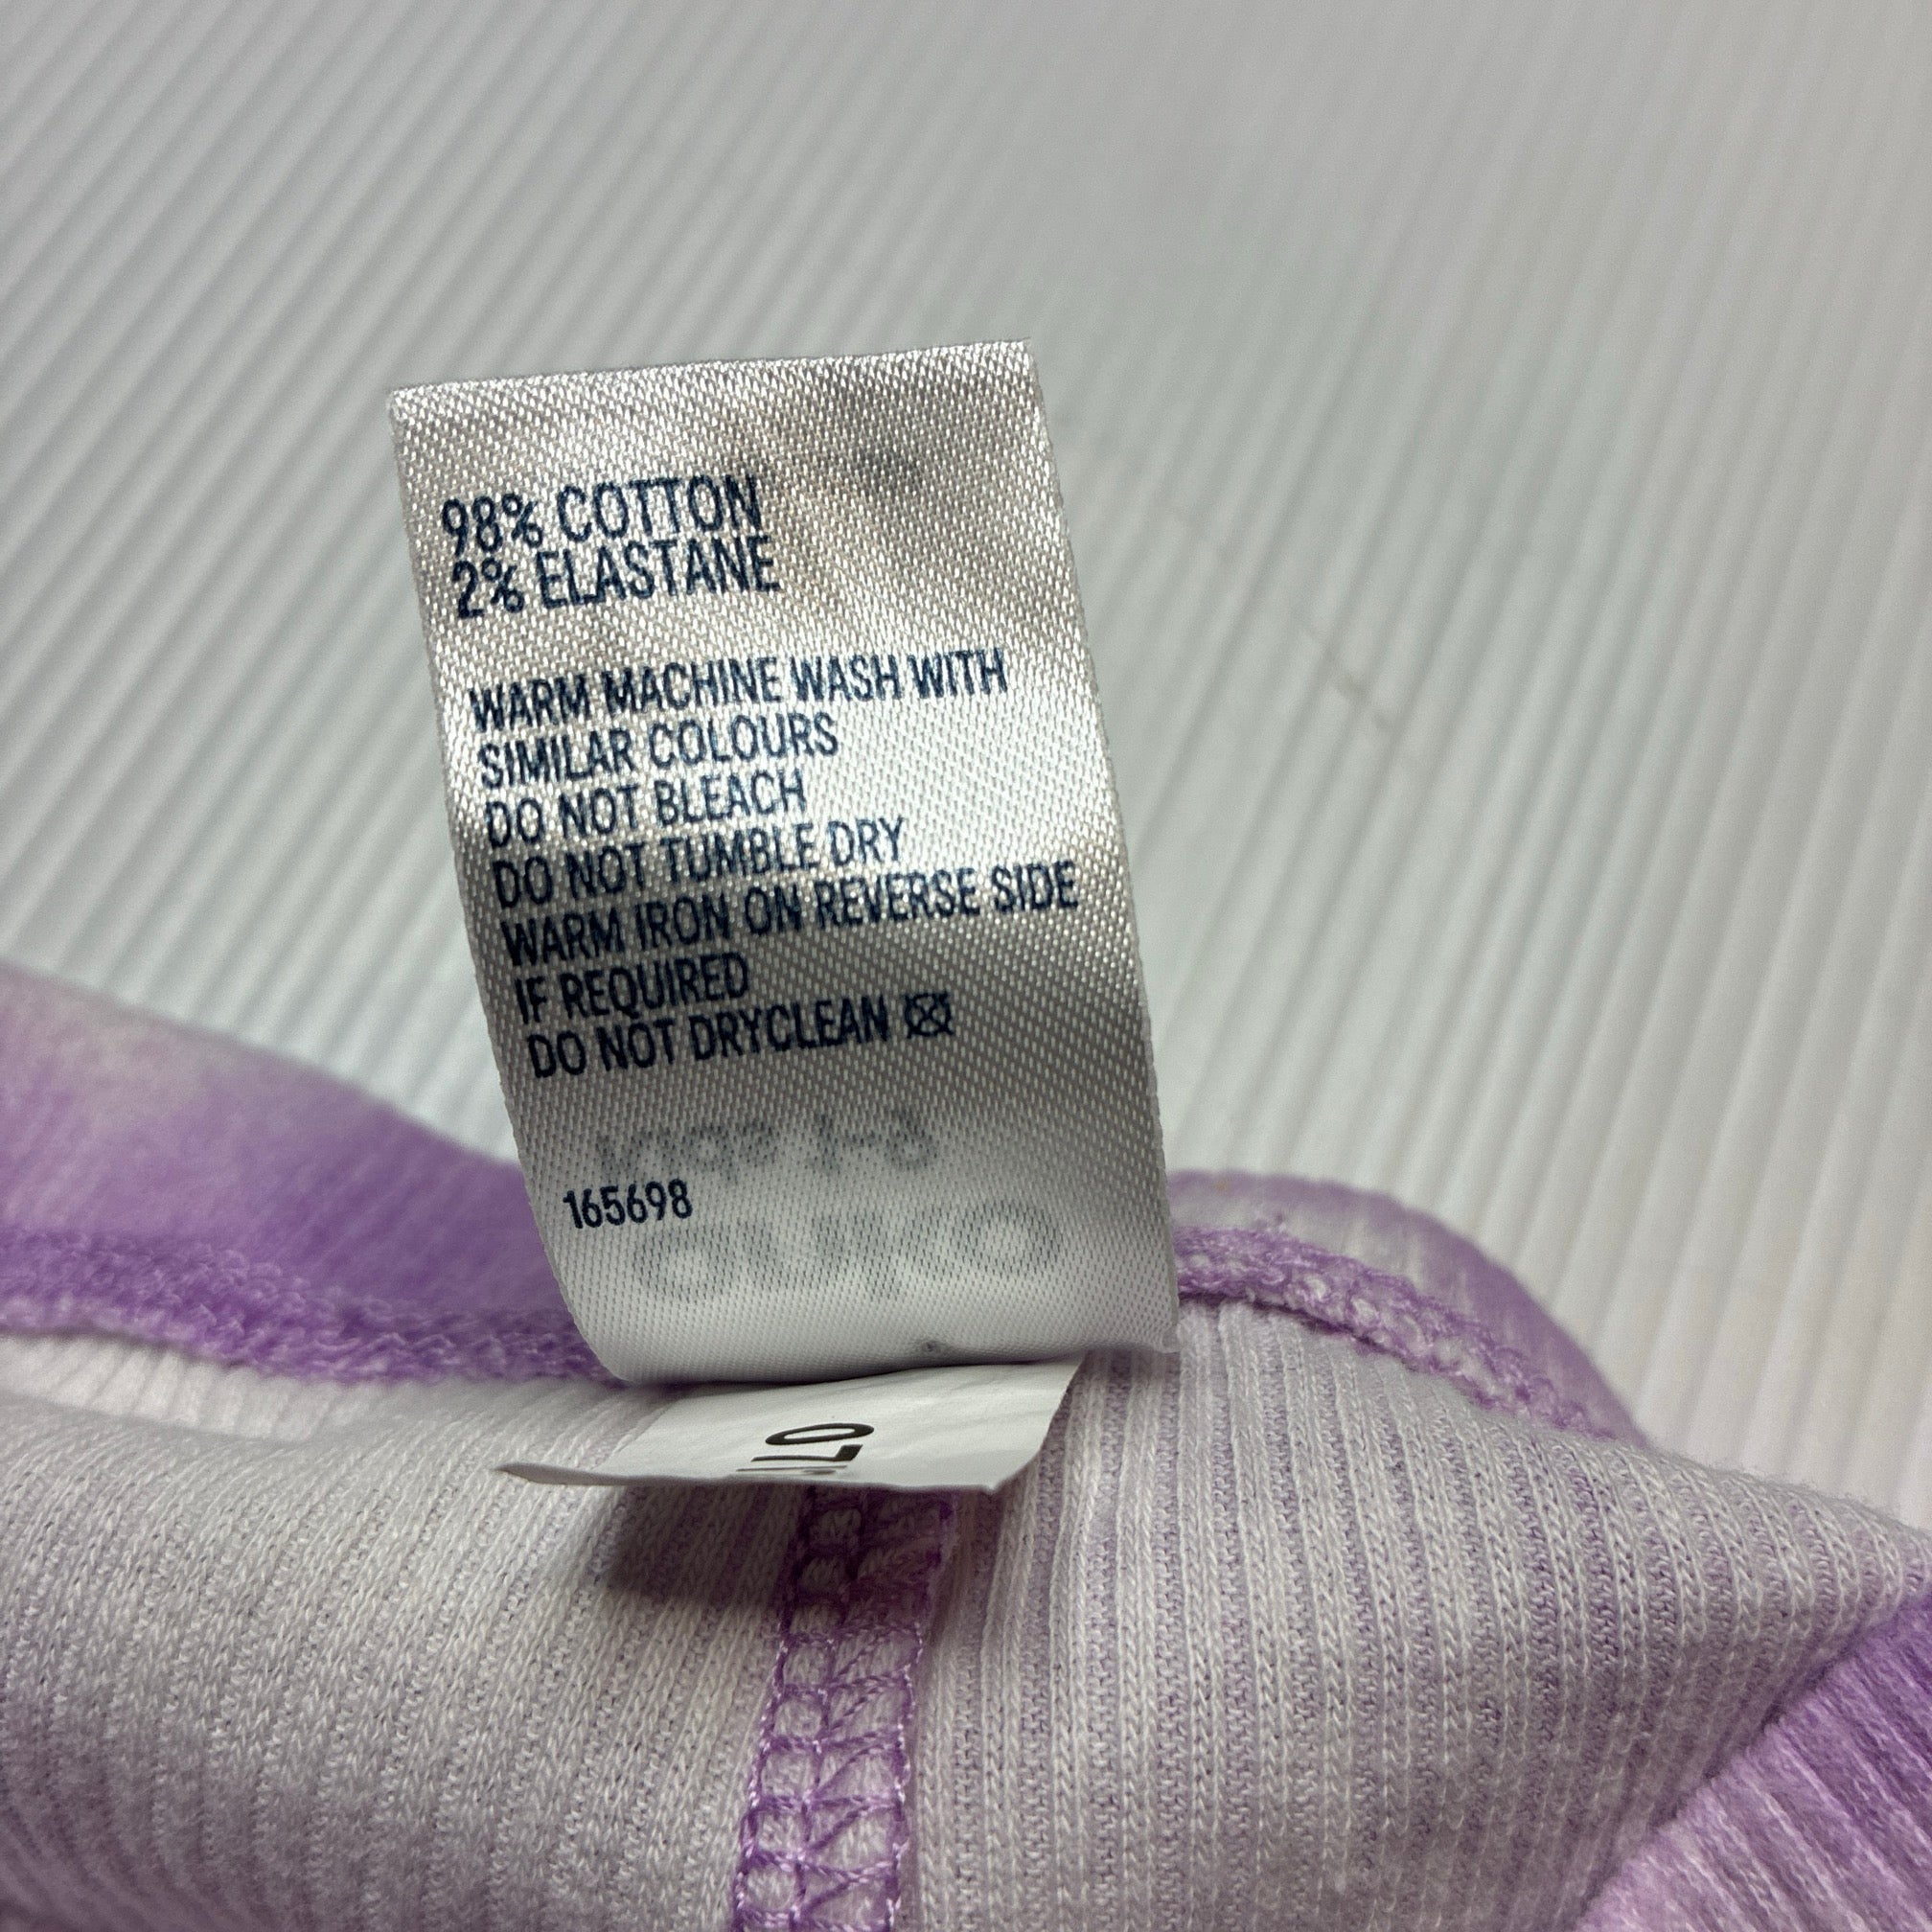 98% COTTON
2% ELASTANE
WARM MACHINE WASH WITH
SIMILAR COLOURS
DO NOT BLEACH
DO NOT TUMBLE DRY
WARM IRON ON REVERSE SIDE
IF REQUIRED
DO NOT DRYCLEAN
165698